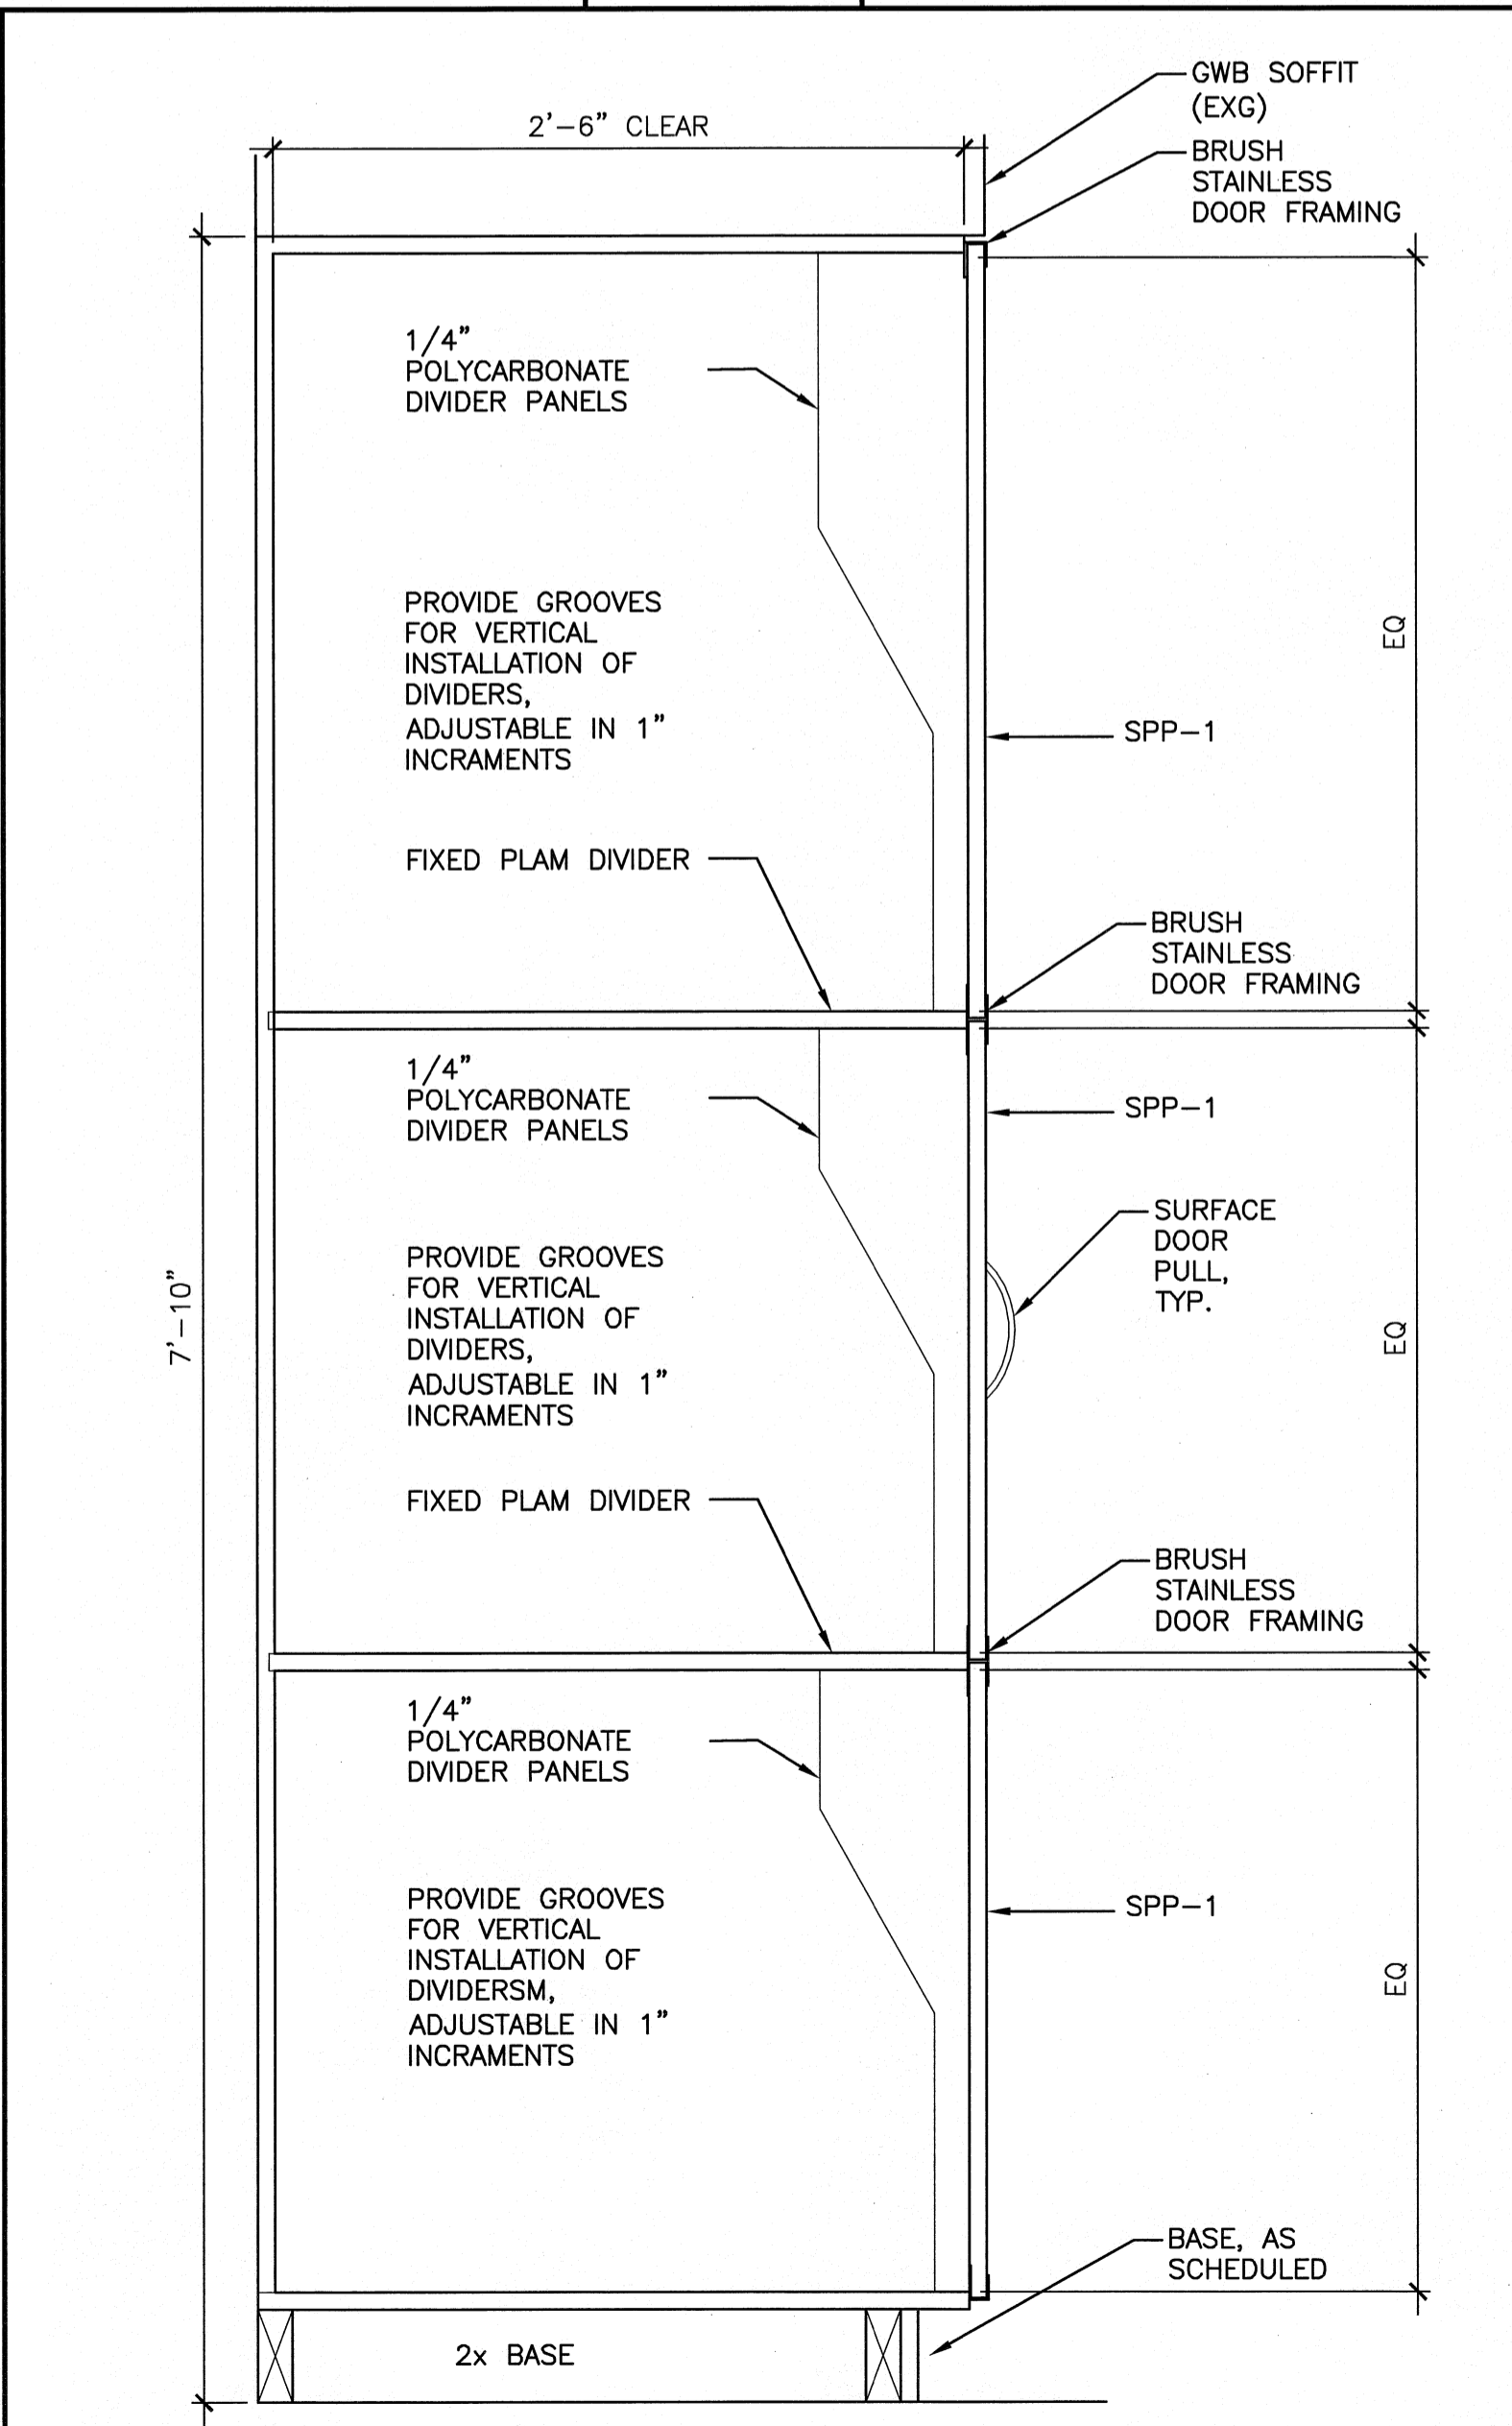 GWB SOFFIT
(EXG)
2'-6" CLEAR
BRUSH
STAINLESS
DOOR FRAMING
1/4"
POLYCARBONATE
DIVIDER PANELS
PROVIDE GROOVES
FOR VERTICAL
INSTALLATION OF
DIVIDERS,
ADJUSTABLE IN 1"
INCRAMENTS
EQ
SPP-1
FIXED PLAM DIVIDER
BRUSH
STAINLESS
DOOR FRAMING
1/4"
POLYCARBONATE
DIVIDER PANELS
SPP-1
SURFACE
DOOR
PULL,
TYP.
PROVIDE GROOVES
FOR VERTICAL
INSTALLATION OF
DIVIDERS,
ADJUSTABLE IN 1"
INCRAMENTS
7'-10"
EQ
FIXED PLAM DIVIDER
BRUSH
STAINLESS
DOOR FRAMING
1/4"
POLYCARBONATE
DIVIDER PANELS
PROVIDE GROOVES
FOR VERTICAL
INSTALLATION OF
DIVIDERSM,
ADJUSTABLE IN 1"
INCRAMENTS
SPP-1
EQ
BASE, AS
SCHEDULED
2x BASE